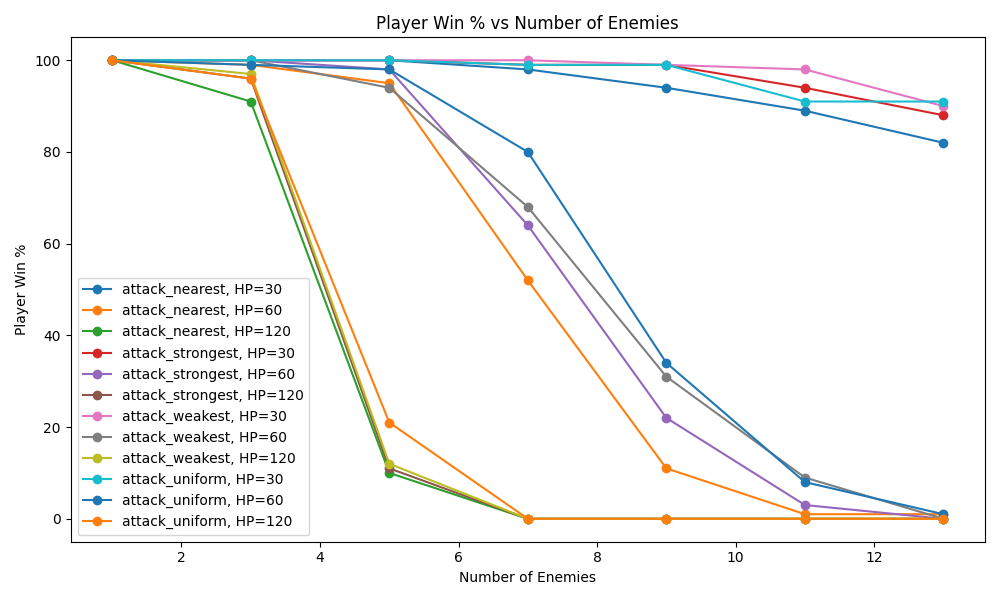 Player Win % vs Number of Enemies
Player Win %
100
80
60
40
20
0
attack_nearest, HP=30
attack_nearest, HP=60
attack_nearest, HP=120
attack_strongest, HP=30
attack_strongest, HP=60
attack_strongest, HP=120
attack_weakest, HP=30
attack_weakest, HP=60
attack_weakest, HP=120
attack_uniform, HP=30
attack_uniform, HP=60
attack_uniform, HP=120
2 4 6 8 10 12
Number of Enemies